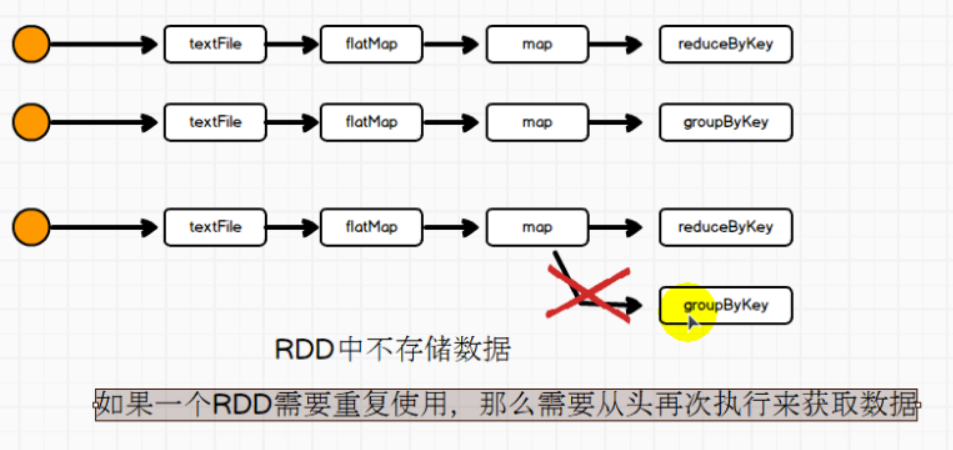 textFile flatMap map reduceByKey
textFile flatMap map groupByKey
textFile flatMap map reduceByKey
groupByKey
RDD中不存储数据
如果一个RDD需要重复使用，那么需要从头再次执行来获取数据